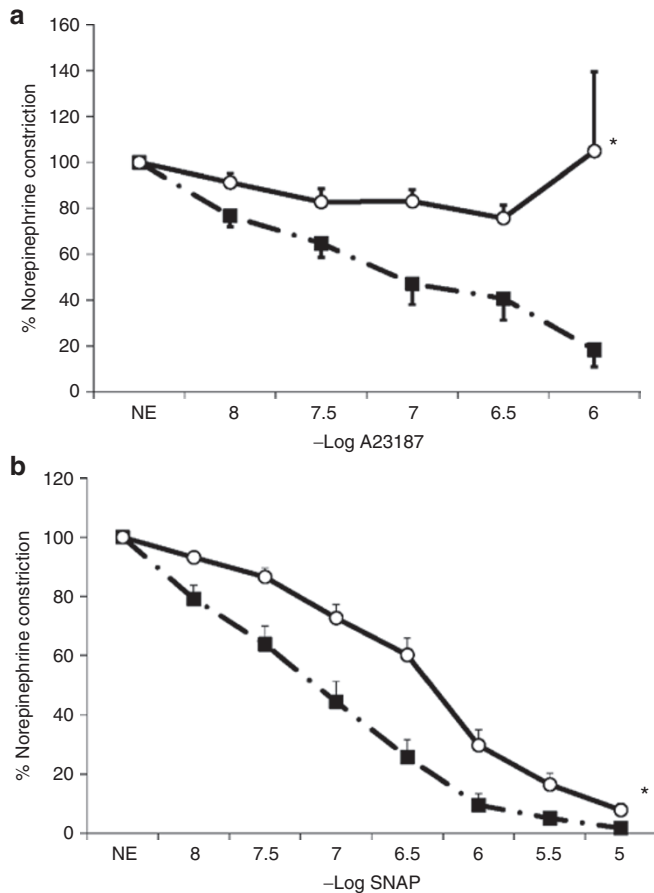 a
160
140
120
100
80
60
40
20
0
% Norepinephrine constriction
*
NE 8 7.5 7 6.5 6
–Log A23187
b
120
100
80
60
40
20
0
% Norepinephrine constriction
*
NE 8 7.5 7 6.5 6 5.5 5
–Log SNAP